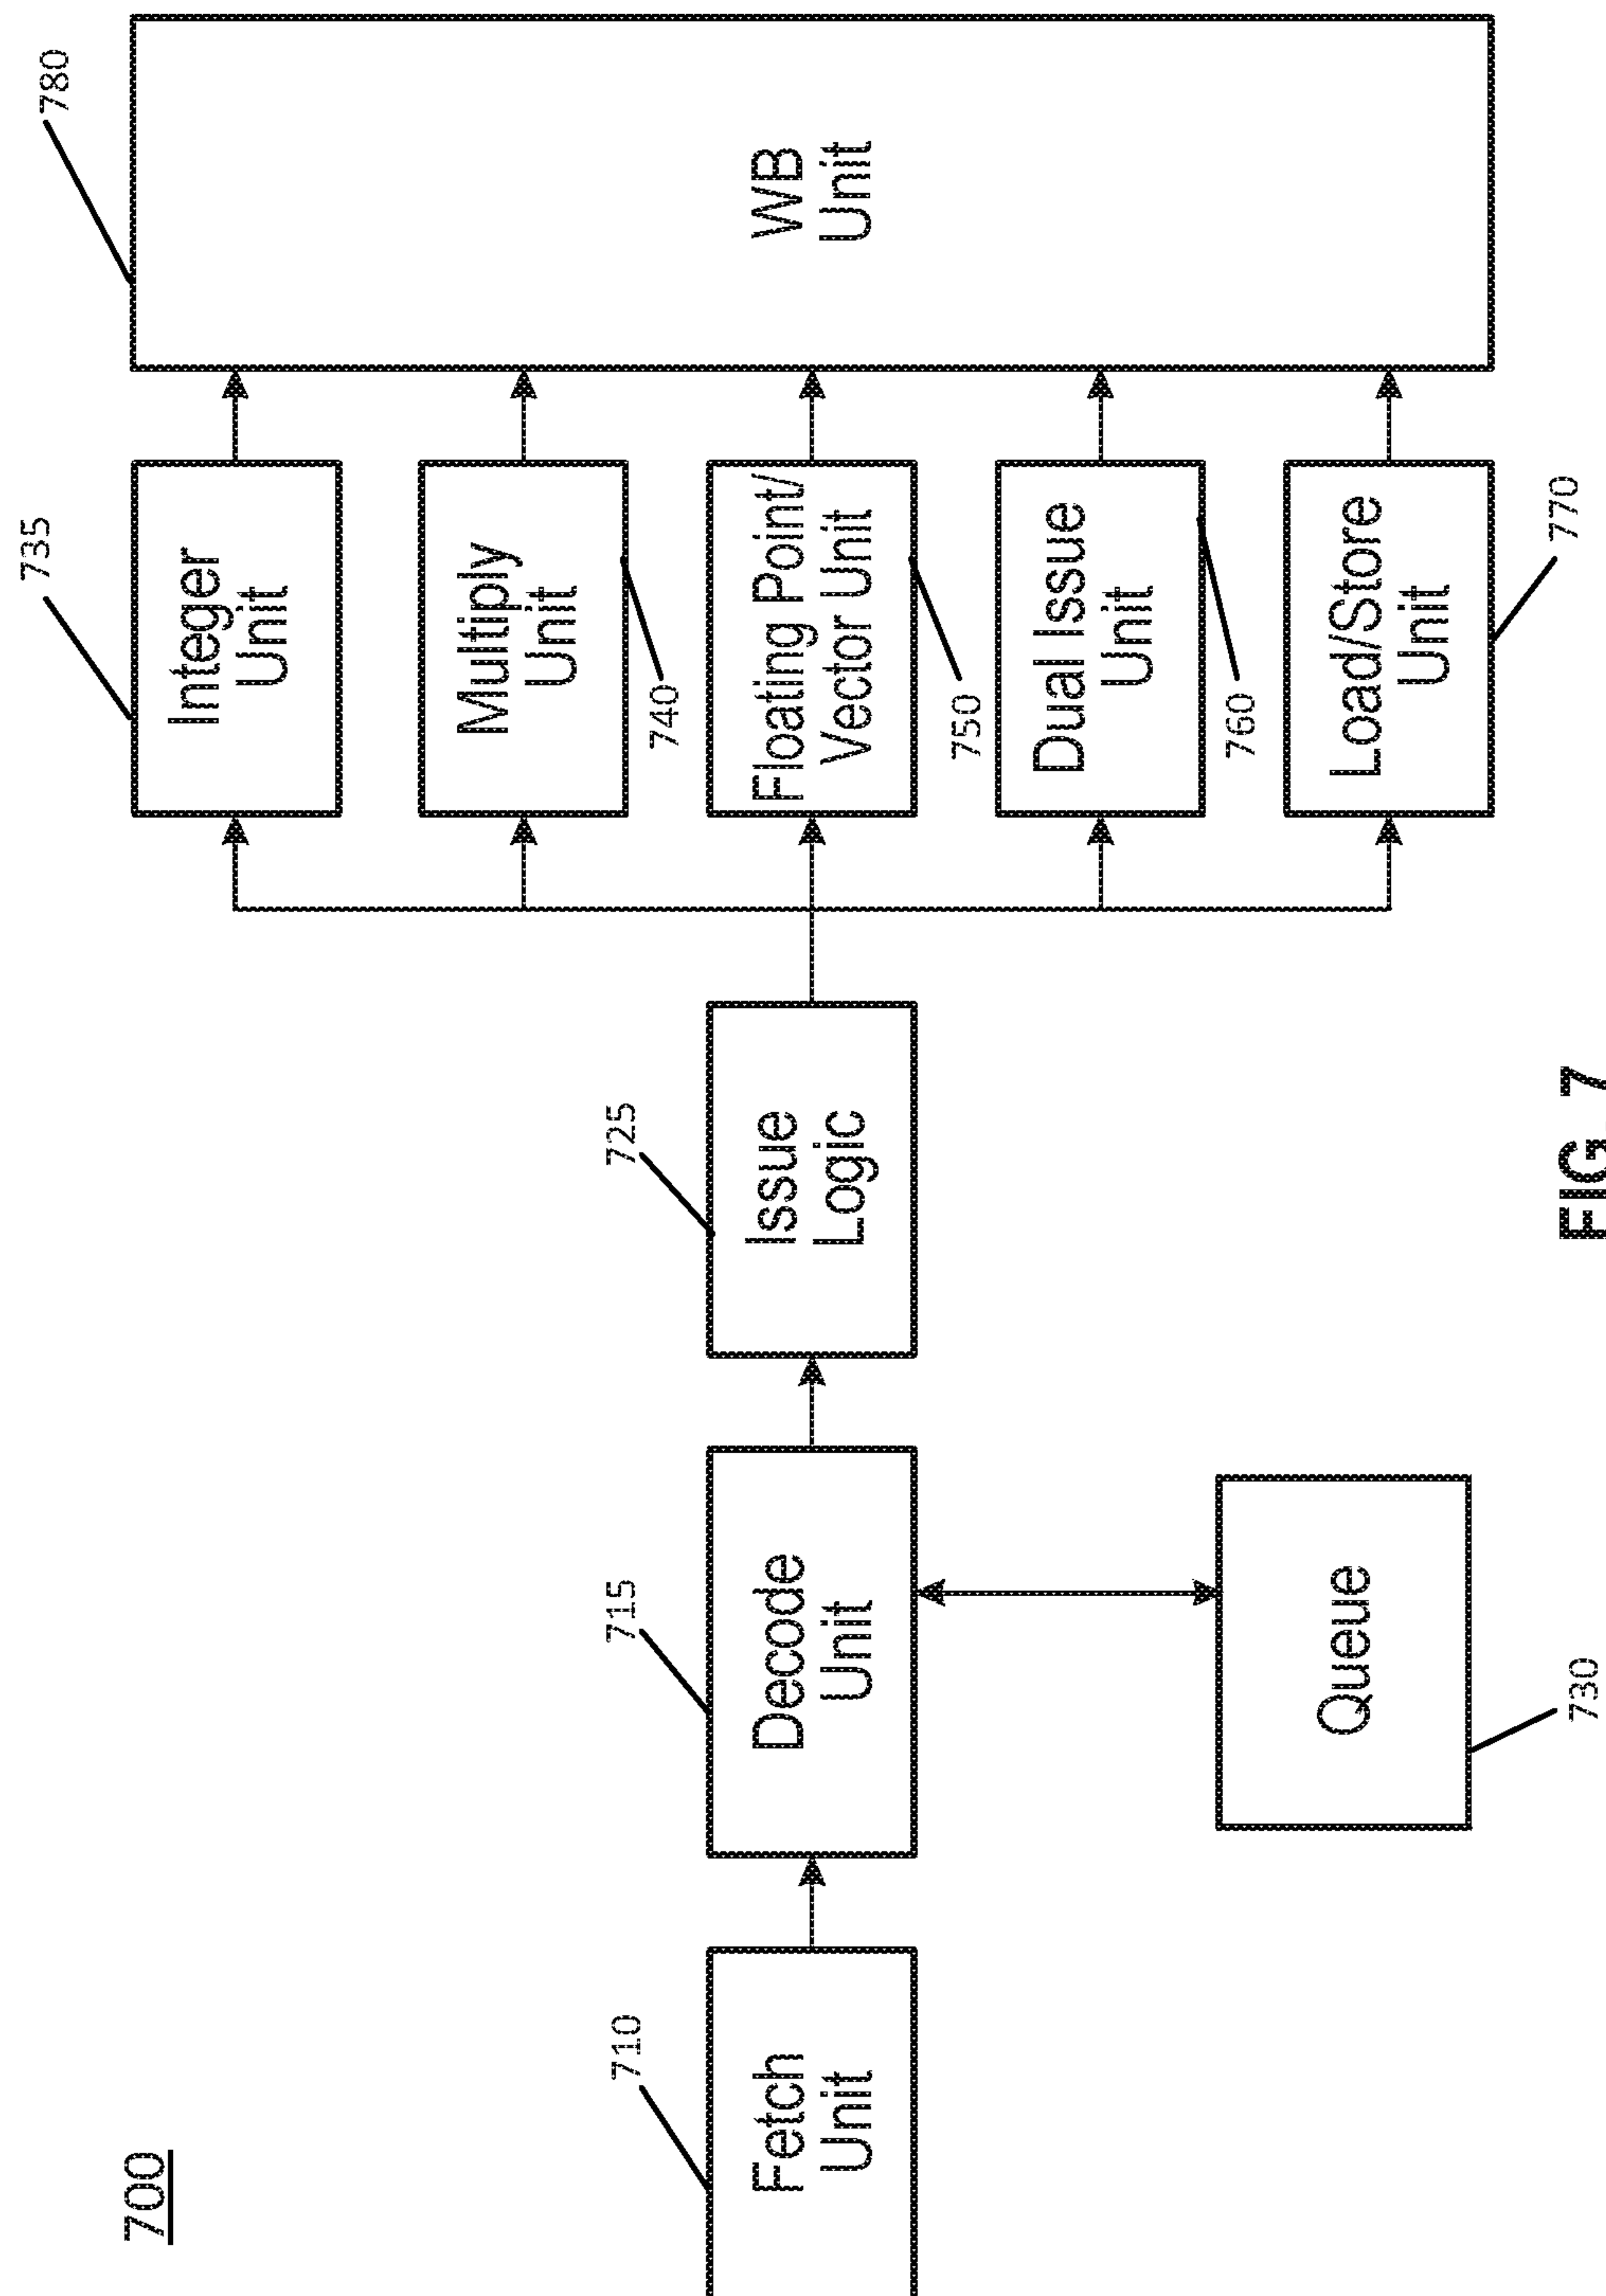 700
710
Fetch
Unit
715
Decode
Unit
730
Queue
725
Issue
Logic
735
Integer
Unit
Multiply
Unit
740
Floating Point/
Vector Unit
750
Dual Issue
Unit
760
Load/Store
Unit
770
780
WB
Unit
FIG. 7